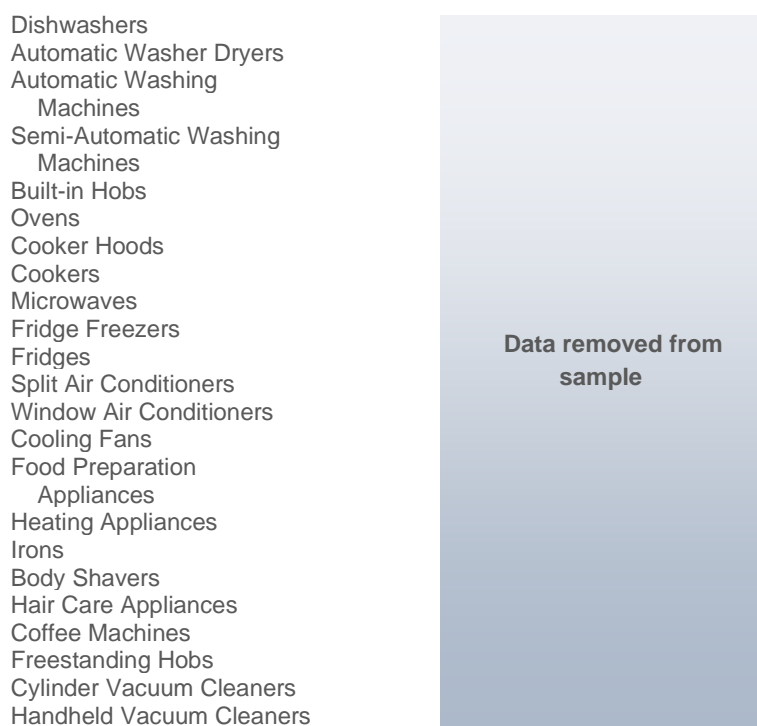 Dishwashers
Automatic Washer Dryers
Automatic Washing
Machines
Semi-Automatic Washing
Machines
Built-in Hobs
Ovens
Cooker Hoods
Cookers
Microwaves
Fridge Freezers
Fridges
Split Air Conditioners
Window Air Conditioners
Cooling Fans
Food Preparation
Appliances
Heating Appliances
Irons
Body Shavers
Hair Care Appliances
Coffee Machines
Freestanding Hobs
Cylinder Vacuum Cleaners
Handheld Vacuum Cleaners
Data removed from
sample